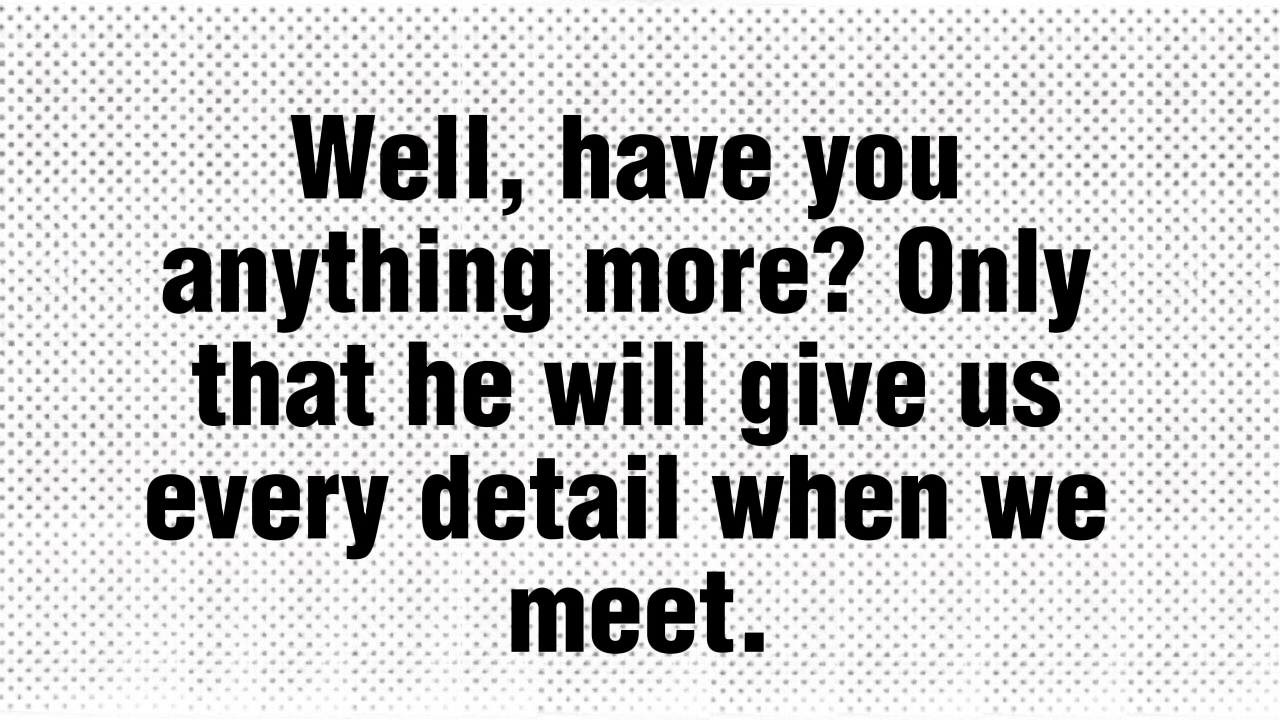 Well, have you
anything more? Only
that he will give us
every detail when we
meet.